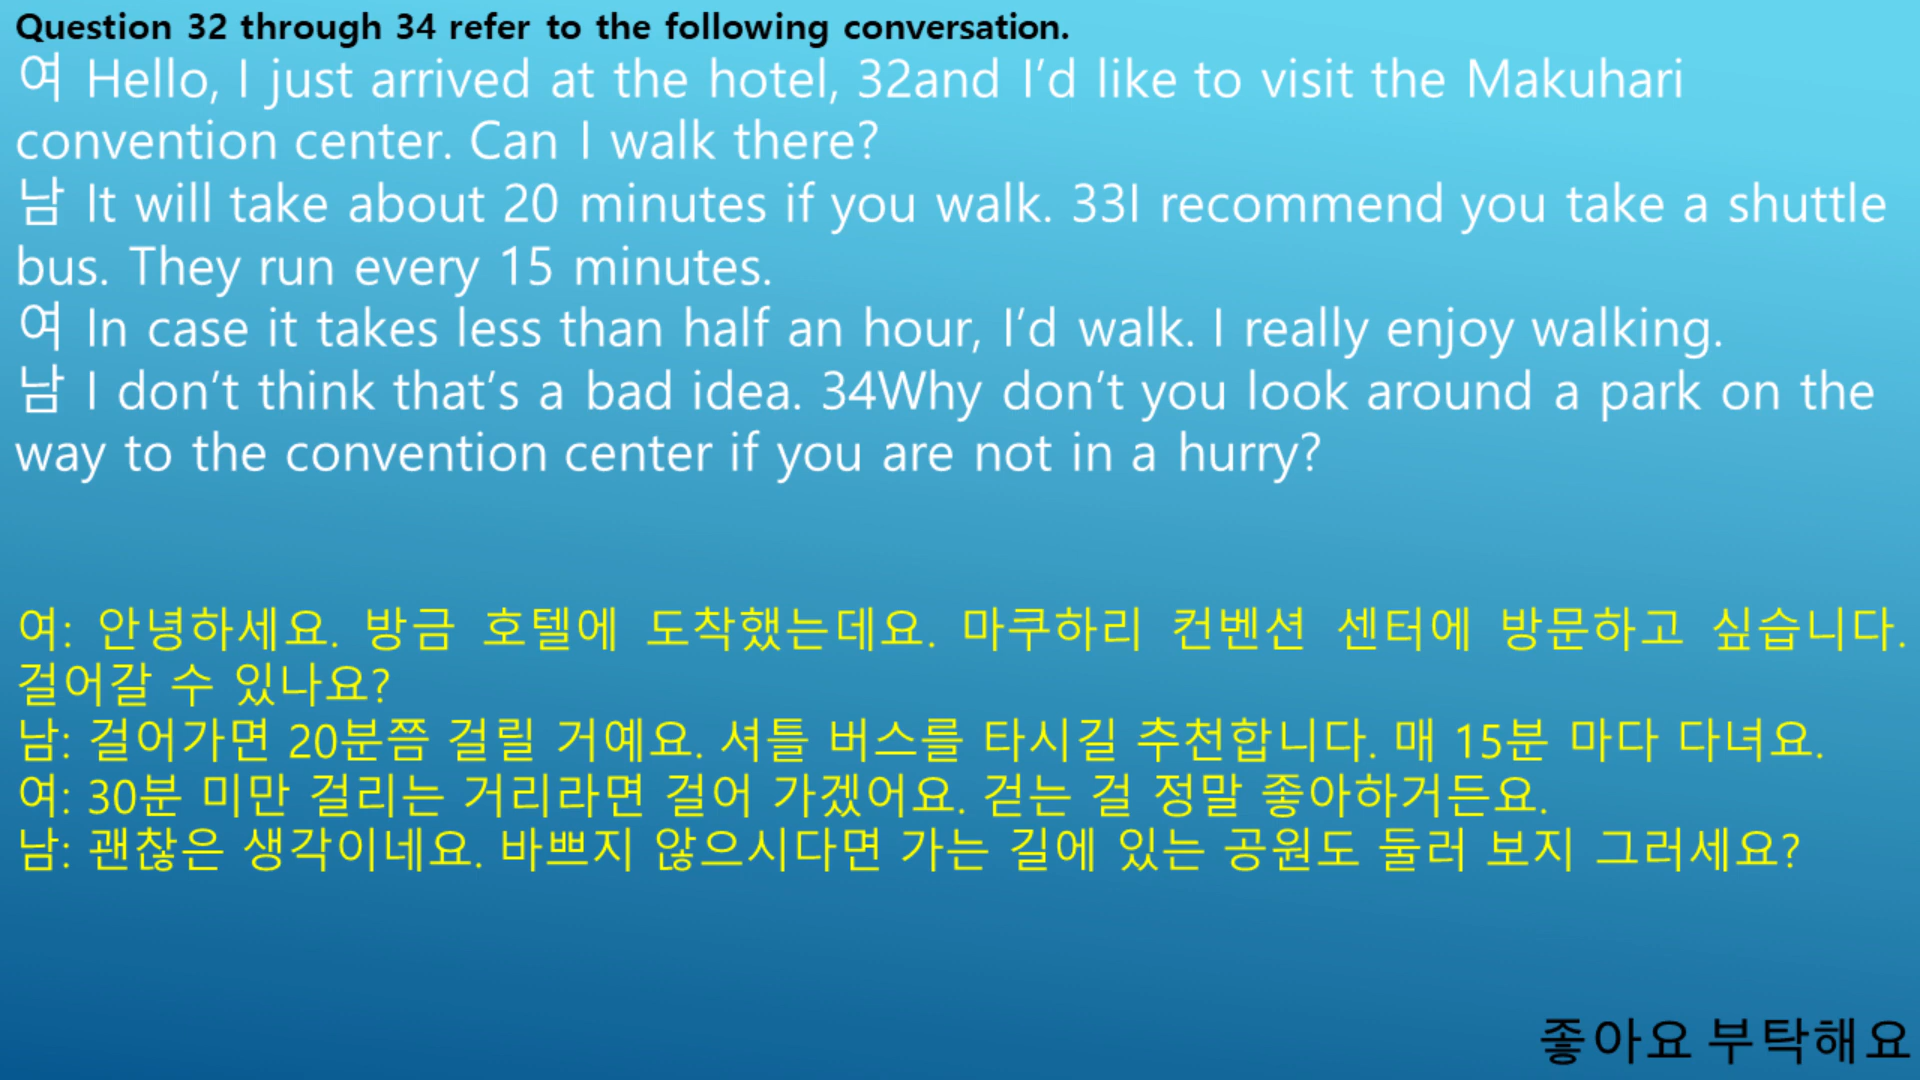 Question 32 through 34 refer to the following conversation.
여 Hello, I just arrived at the hotel, 32and I’d like to visit the Makuhari
convention center. Can I walk there?
남 It will take about 20 minutes if you walk. 33I recommend you take a shuttle
bus. They run every 15 minutes.
여 In case it takes less than half an hour, I’d walk. I really enjoy walking.
남 I don’t think that’s a bad idea. 34Why don’t you look around a park on the
way to the convention center if you are not in a hurry?
여: 안녕하세요. 방금 호텔에 도착했는데요. 마쿠하리 컨벤션 센터에 방문하고 싶습니다.
걸어갈 수 있나요?
남: 걸어가면 20분쯤 걸릴 거예요. 셔틀 버스를 타시길 추천합니다. 매 15분 마다 다녀요.
여: 30분 미만 걸리는 거리라면 걸어 가겠어요. 걷는 걸 정말 좋아하거든요.
남: 괜찮은 생각이네요. 바쁘지 않으시다면 가는 길에 있는 공원도 둘러 보지 그러세요?
좋아요 부탁해요